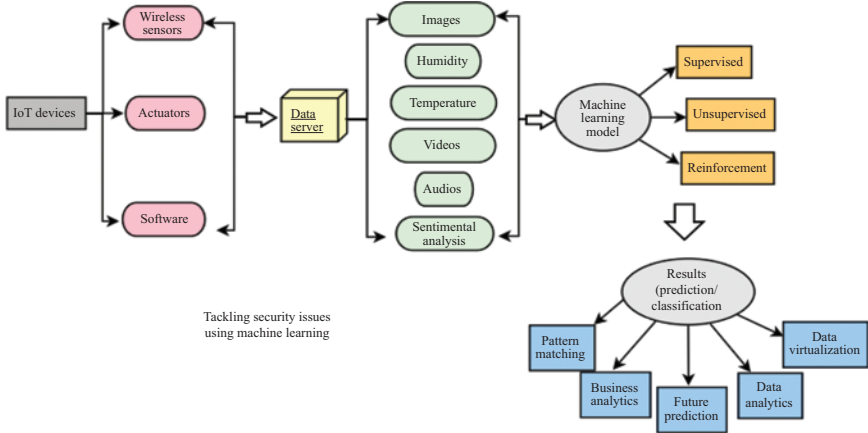 IoT devices
Wireless
sensors
Actuators
Software
Data
server
Images
Humidity
Temperature
Videos
Audios
Sentimental
analysis
Machine
learning
model
Supervised
Unsupervised
Reinforcement
Results
(prediction/
classification
Pattern
matching
Business
analytics
Future
prediction
Data
analytics
Data
virtualization
Tackling security issues
using machine learning